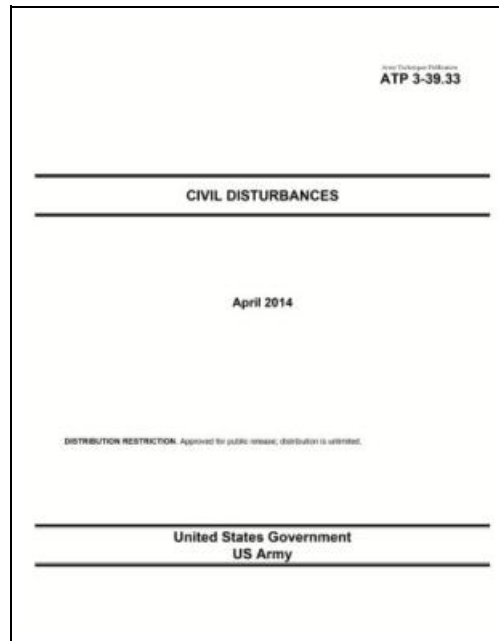 Army Techniques Publication
ATP 3-39.33
CIVIL DISTURBANCES
April 2014
DISTRIBUTION RESTRICTION. Approved for public release; distribution is unlimited.
United States Government
US Army